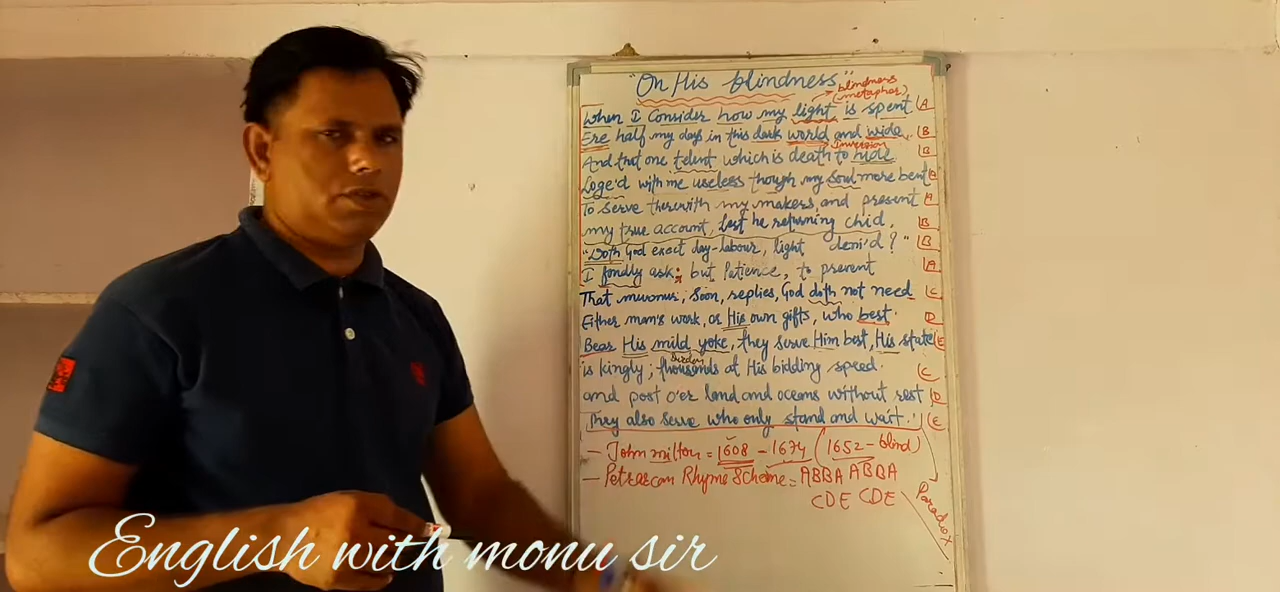 "On His blindness"
blindness
(metaphor)
When I Consider how my light is spent (A
Ere half my days in this dark world and wide, (B
Inversion
And that one telent which is death to hide (B
Loge'd with me useless though my Soul more bent
To serve therewith my makers, and present A
my true account, Lest he returning chid. B
"Doth God exact day-labour, light deni'd?" B
I fondly ask; but Patience, to prevent A
That murmur, Soon, replies, God doth not need C
Either man's work, or His own gifts, who best. D
Bear His mild yoke, they serve Him best, His state (E
Burden
is kingly; thousands at His bidding speed. C
and post o'er land and oceans without rest D
They also serve who only stand and wait.' (E
- John milton = 1608 - 1674 (1652 - blind)
- Petrarcan Rhyme Scheme = ABBA ABBA
CDE CDE
Paradox
English with monu sir